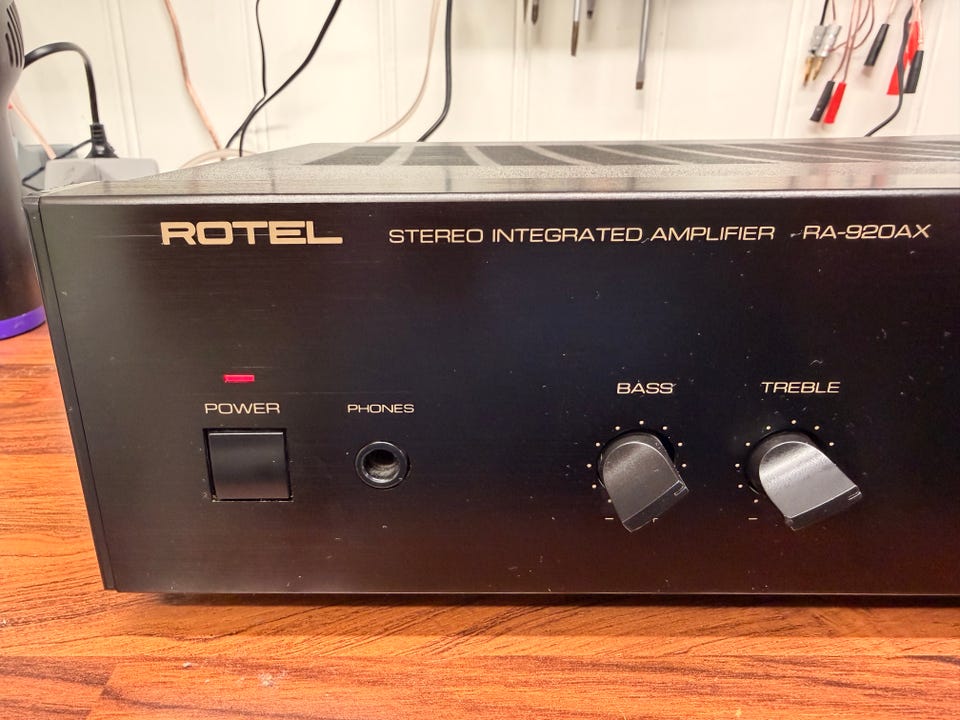 ROTEL STEREO INTEGRATED AMPLIFIER RA-920AX
BASS TREBLE
POWER PHONES